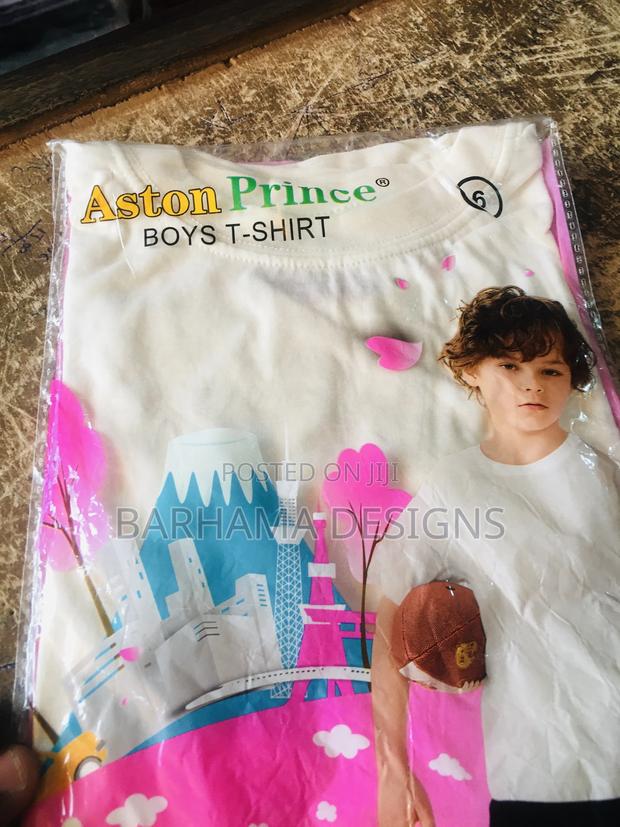 Aston Prince®
6
BOYS T-SHIRT
POSTED ON JIJI
BARHAMA DESIGNS